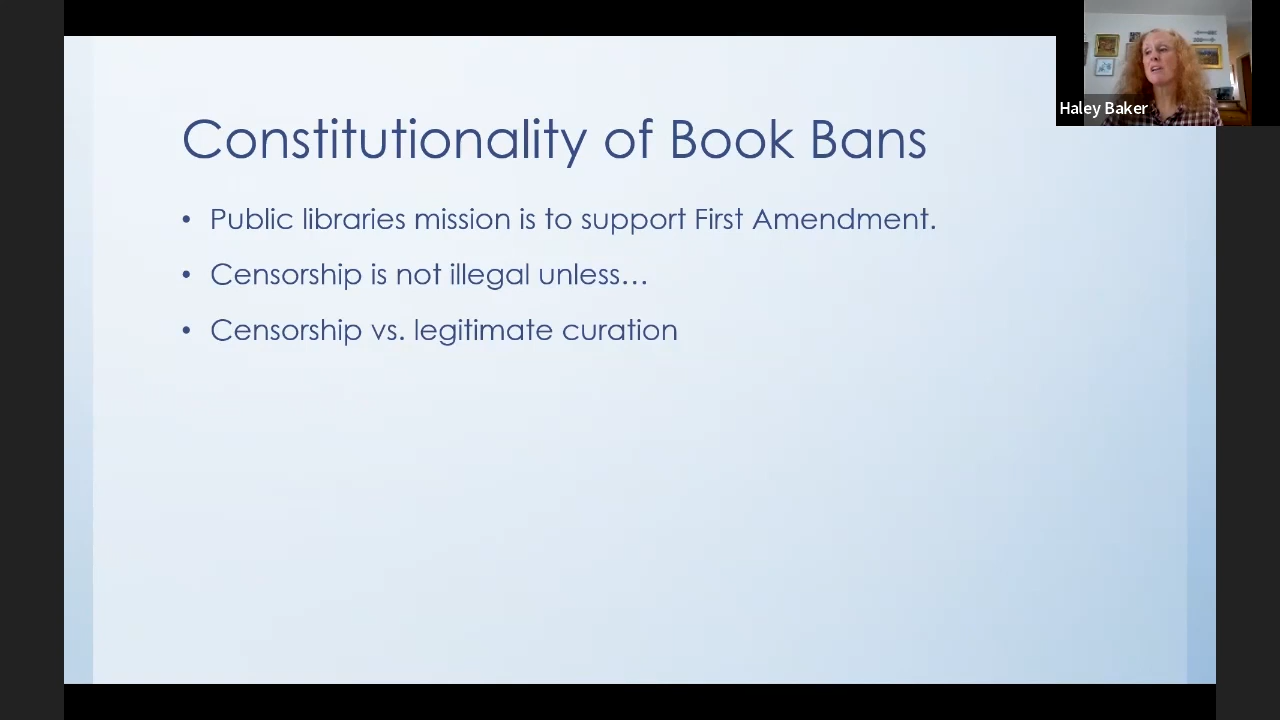 Haley Baker
Constitutionality of Book Bans
• Public libraries mission is to support First Amendment.
• Censorship is not illegal unless…
• Censorship vs. legitimate curation